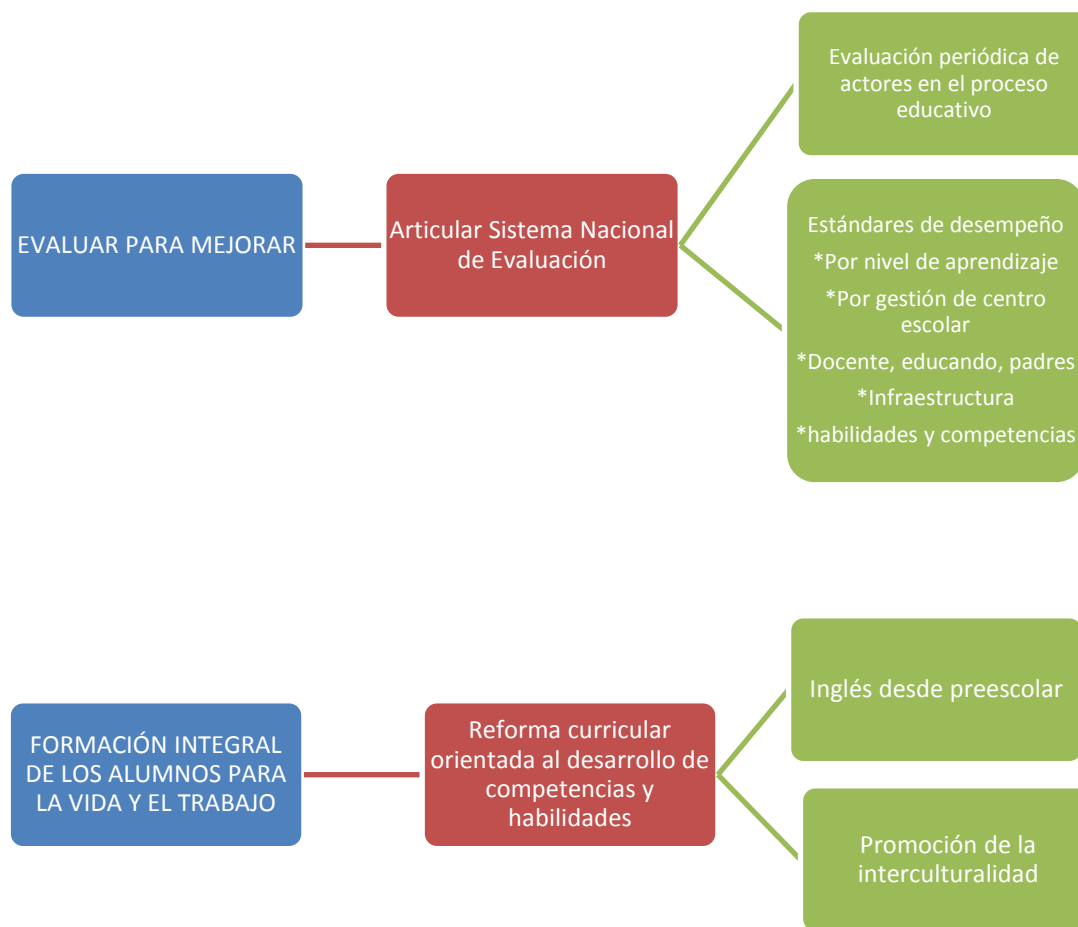 EVALUAR PARA MEJORAR
Articular Sistema Nacional
de Evaluación
Evaluación periódica de
actores en el proceso
educativo
Estándares de desempeño
*Por nivel de aprendizaje
*Por gestión de centro
escolar
*Docente, educando, padres
*Infraestructura
*habilidades y competencias
FORMACIÓN INTEGRAL
DE LOS ALUMNOS PARA
LA VIDA Y EL TRABAJO
Reforma curricular
orientada al desarrollo de
competencias y
habilidades
Inglés desde preescolar
Promoción de la
interculturalidad